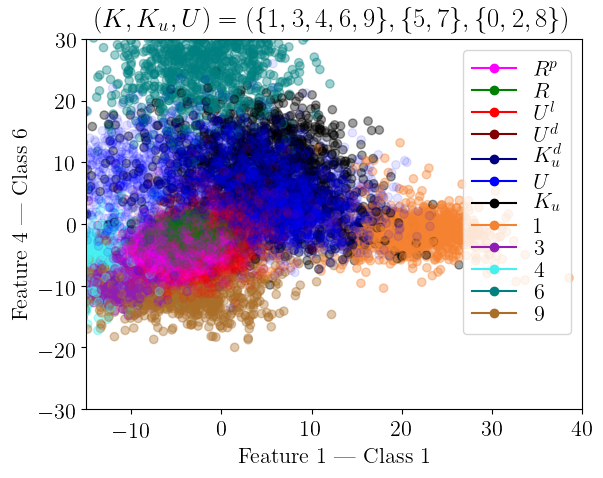 (K, K_u, U) = ({1, 3, 4, 6, 9}, {5, 7}, {0, 2, 8})
30
20
10
0
−10
−20
−30
Feature 4 — Class 6
R^p
R
U^l
U^d
K_u^d
U
K_u
1
3
4
6
9
−10
0
10
20
30
40
Feature 1 — Class 1